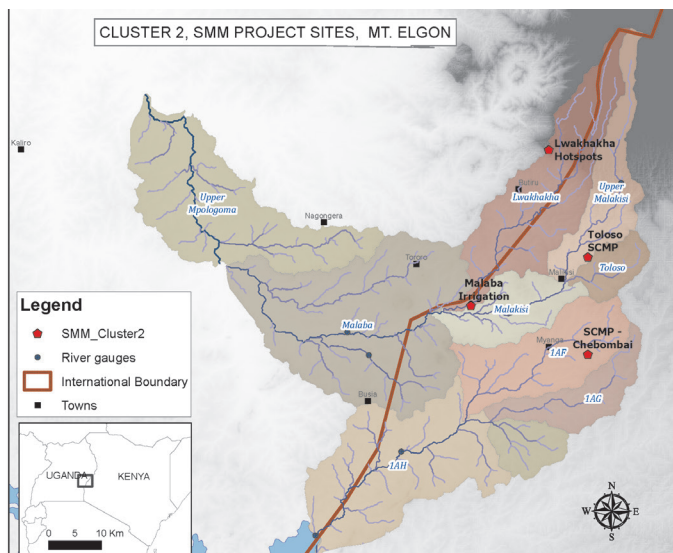 CLUSTER 2, SMM PROJECT SITES, MT. ELGON
Kaliro
Lwakhakha
Hotspots
Butiru
Lwakhakha
Upper
Malakisi
Upper
Mpologoma
Nagongera
Toloso
SCMP
Tororo
Toloso
Malakisi
Malaba
Irrigation
Malakisi
Malaba
SCMP -
Chebombai
Myanga
1AF
1AG
Busia
1AH
Legend
SMM_Cluster2
River gauges
International Boundary
Towns
UGANDA
KENYA
0 5 10 Km
N
W E
S